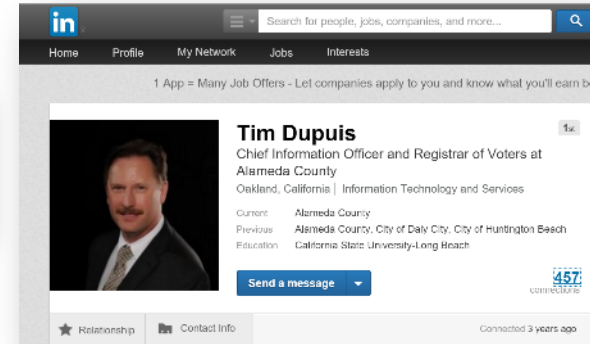 in
Search for people, jobs, companies, and more...
Home Profile My Network Jobs Interests
1 App = Many Job Offers - Let companies apply to you and know what you'll earn b
Tim Dupuis
1st
Chief Information Officer and Registrar of Voters at
Alameda County
Oakland, California | Information Technology and Services
Current Alameda County
Previous Alameda County, City of Daly City, City of Huntington Beach
Education California State University-Long Beach
Send a message
457
connections
Relationship Contact Info
Connected 3 years ago